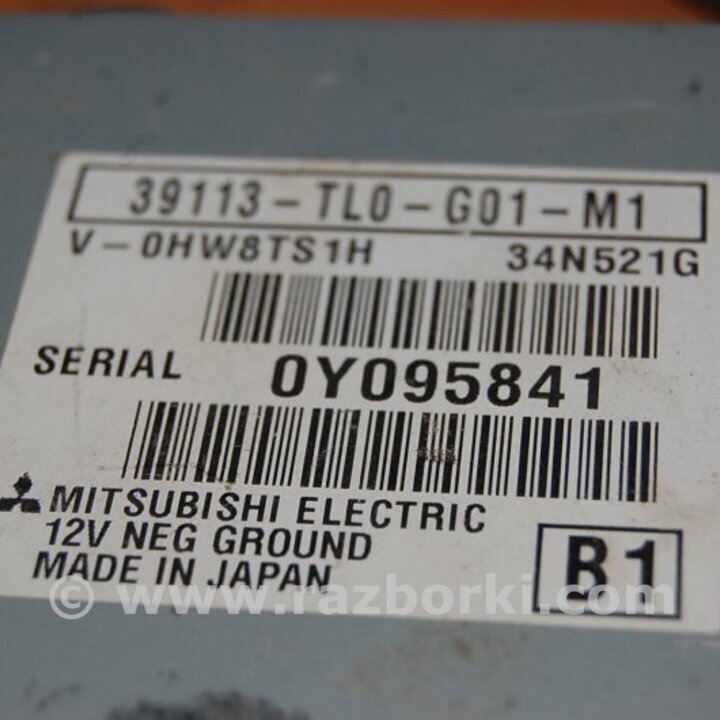 39113-TL0-G01-M1
V-0HW8TS1H 34N521G
SERIAL 0Y095841
MITSUBISHI ELECTRIC
12V NEG GROUND
MADE IN JAPAN
B1
© www.razborki.com